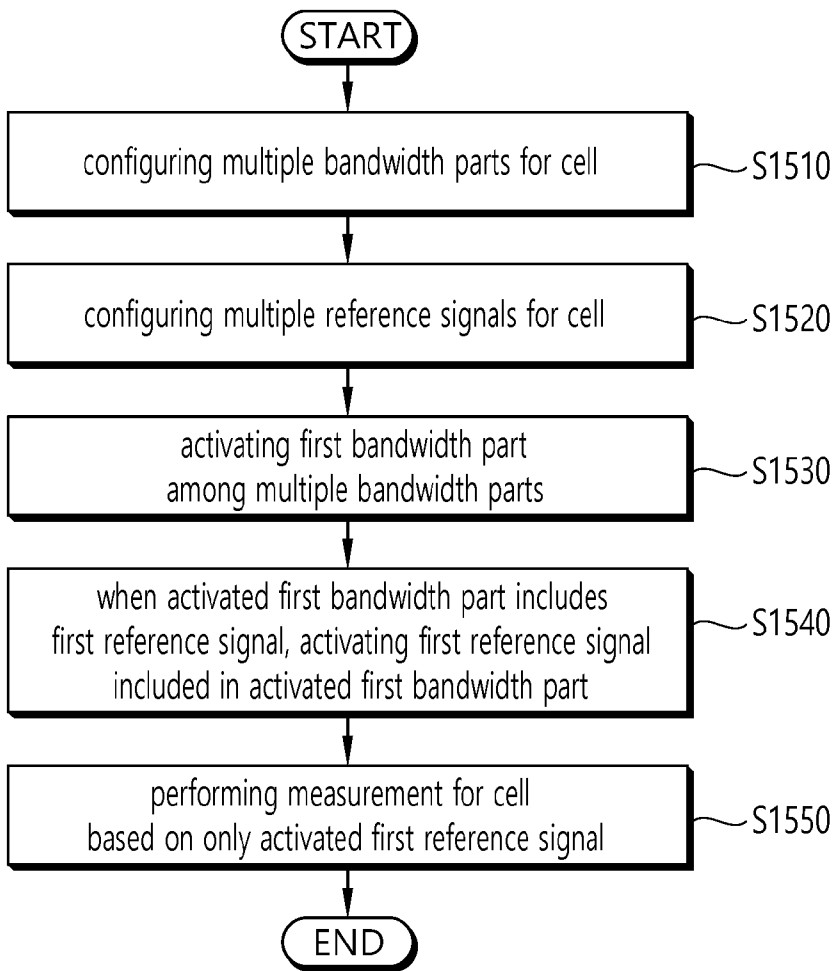 START
configuring multiple bandwidth parts for cell
S1510
configuring multiple reference signals for cell
S1520
activating first bandwidth part
among multiple bandwidth parts
S1530
when activated first bandwidth part includes
first reference signal, activating first reference signal
included in activated first bandwidth part
S1540
performing measurement for cell
based on only activated first reference signal
S1550
END